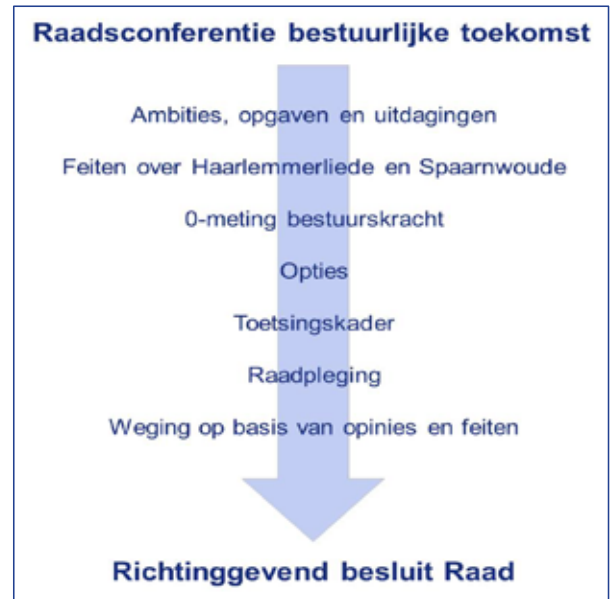 Raadsconferentie bestuurlijke toekomst
Ambities, opgaven en uitdagingen
Feiten over Haarlemmerliede en Spaarnwoude
0-meting bestuurskracht
Opties
Toetsingskader
Raadpleging
Weging op basis van opinies en feiten
Richtinggevend besluit Raad